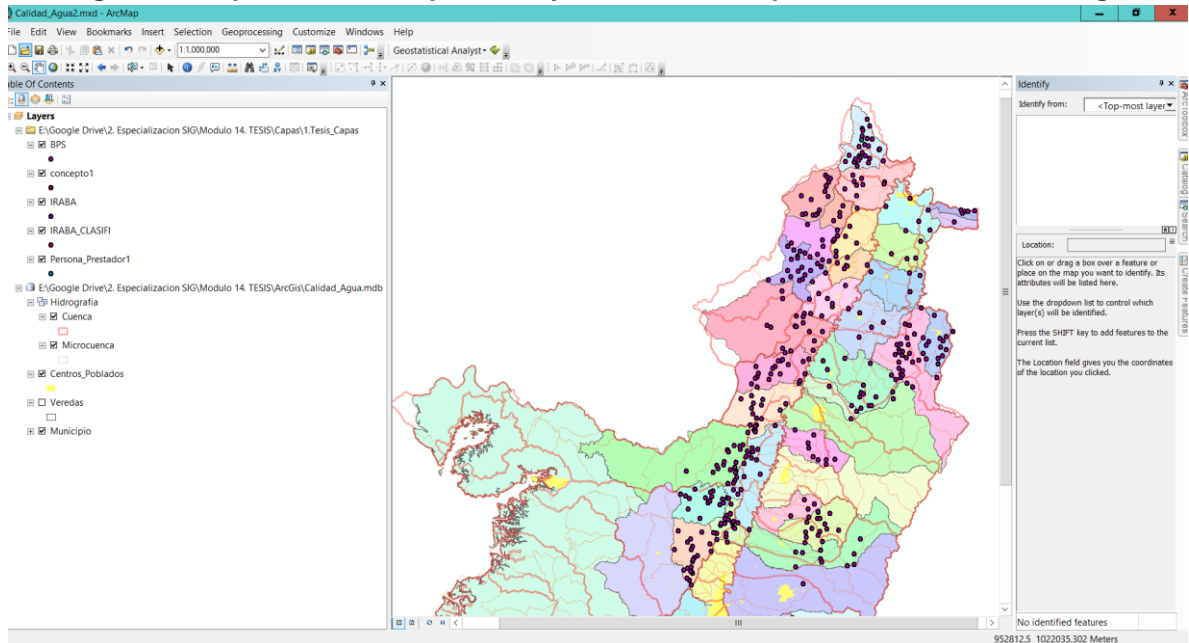 Calidad_Agua2.mxd - ArcMap
File Edit View Bookmarks Insert Selection Geoprocessing Customize Windows Help
1:1,000,000
Geostatistical Analyst
Table Of Contents
Layers
E:\Google Drive\2. Especializacion SIG\Modulo 14. TESIS\Capas\1.Tesis_Capas
BPS
concepto1
IRABA
IRABA_CLASIFI
Persona_Prestador1
E:\Google Drive\2. Especializacion SIG\Modulo 14. TESIS\ArcGis\Calidad_Agua.mdb
Hidrografia
Cuenca
Microcuenca
Centros_Poblados
Veredas
Municipio
Identify
Identify from: <Top-most layer
Location:
Click on or drag a box over a feature or
place on the map you want to identify. Its
attributes will be listed here.
Use the dropdown list to control which
layer(s) will be identified.
Press the SHIFT key to add features to the
current list.
The Location field gives you the coordinates
of the location you clicked.
No identified features
ArcToolbox
Catalog
Search
Create Features
952812.5 1022035.302 Meters